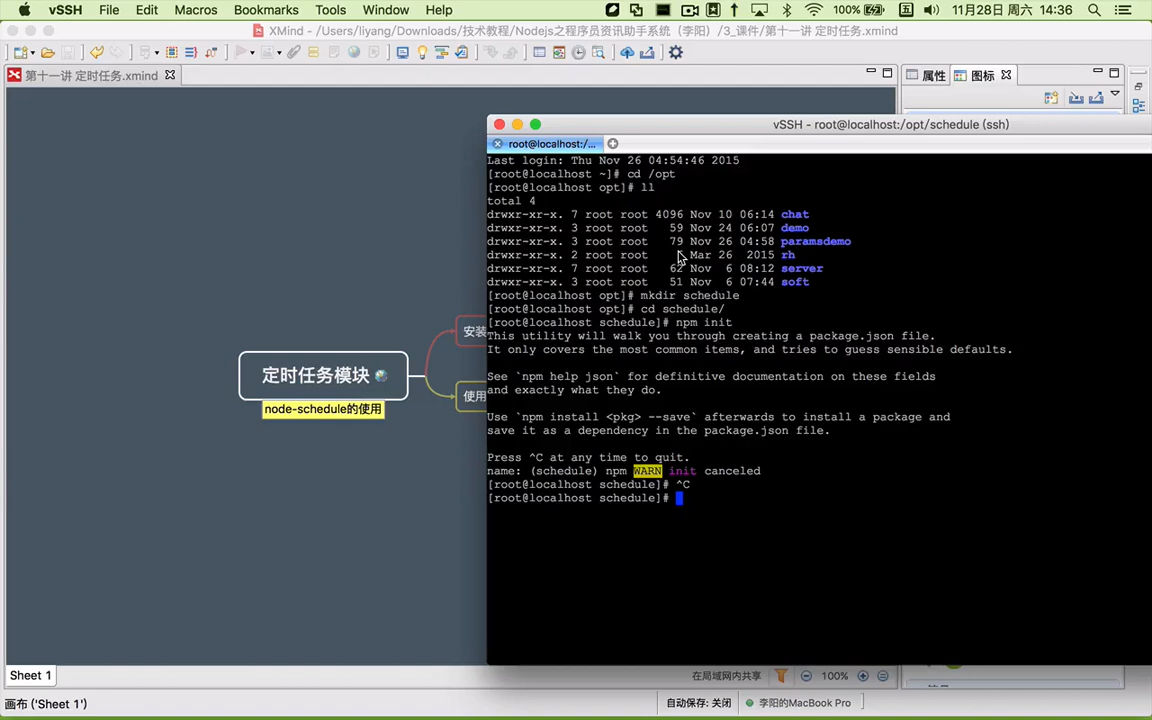 vSSH File Edit Macros Bookmarks Tools Window Help 100% 五 11月28日 周六 14:36
XMind - /Users/liyang/Downloads/技术教程/Nodejs之程序员资讯助手系统（李阳）/3_课件/第十一讲 定时任务.xmind
第十一讲 定时任务.xmind
属性 图标
vSSH - root@localhost:/opt/schedule (ssh)
root@localhost:/...
Last login: Thu Nov 26 04:54:46 2015
[root@localhost ~]# cd /opt
[root@localhost opt]# ll
total 4
drwxr-xr-x. 7 root root 4096 Nov 10 06:14 chat
drwxr-xr-x. 3 root root 59 Nov 24 06:07 demo
drwxr-xr-x. 3 root root 79 Nov 26 04:58 paramsdemo
drwxr-xr-x. 2 root root Mar 26 2015 rh
drwxr-xr-x. 7 root root 62 Nov 6 08:12 server
drwxr-xr-x. 3 root root 51 Nov 6 07:44 soft
[root@localhost opt]# mkdir schedule
[root@localhost opt]# cd schedule/
[root@localhost schedule]# npm init
This utility will walk you through creating a package.json file.
It only covers the most common items, and tries to guess sensible defaults.
See `npm help json` for definitive documentation on these fields
and exactly what they do.
Use `npm install <pkg> --save` afterwards to install a package and
save it as a dependency in the package.json file.
Press ^C at any time to quit.
name: (schedule) npm WARN init canceled
[root@localhost schedule]# ^C
[root@localhost schedule]#
安装
定时任务模块
使用
node-schedule的使用
Sheet 1
在局域网内共享 100%
画布 ('Sheet 1')
自动保存: 关闭 李阳的MacBook Pro